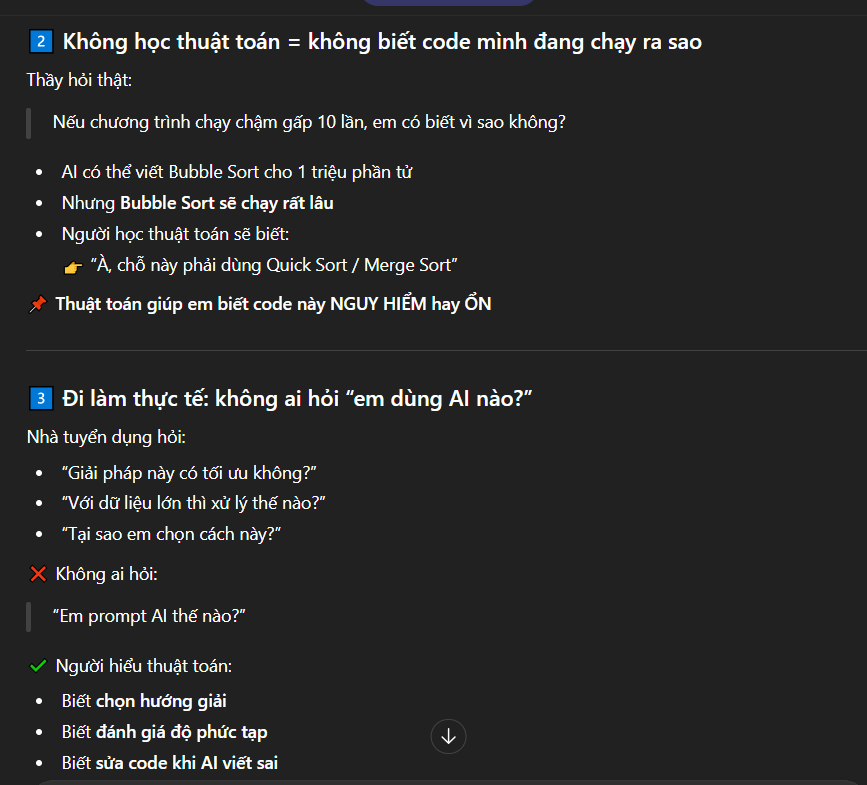 2 Không học thuật toán = không biết code mình đang chạy ra sao
Thầy hỏi thật:
Nếu chương trình chạy chậm gấp 10 lần, em có biết vì sao không?
• AI có thể viết Bubble Sort cho 1 triệu phần tử
• Nhưng Bubble Sort sẽ chạy rất lâu
• Người học thuật toán sẽ biết:
👉 “À, chỗ này phải dùng Quick Sort / Merge Sort”
📌 Thuật toán giúp em biết code này NGUY HIỂM hay ỔN
3 Đi làm thực tế: không ai hỏi “em dùng AI nào?”
Nhà tuyển dụng hỏi:
• “Giải pháp này có tối ưu không?”
• “Với dữ liệu lớn thì xử lý thế nào?”
• “Tại sao em chọn cách này?”
❌ Không ai hỏi:
“Em prompt AI thế nào?”
✔ Người hiểu thuật toán:
• Biết chọn hướng giải
• Biết đánh giá độ phức tạp
• Biết sửa code khi AI viết sai